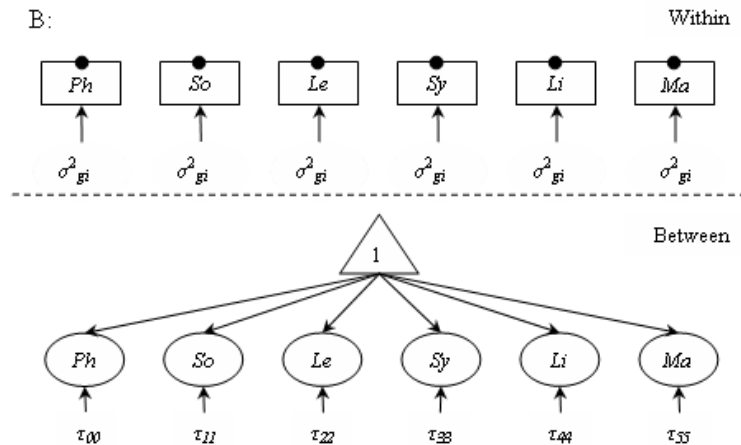 B: Within
Ph So Le Sy Li Ma
σ²gi σ²gi σ²gi σ²gi σ²gi σ²gi
Between
1
Ph So Le Sy Li Ma
τ00 τ11 τ22 τ33 τ44 τ55